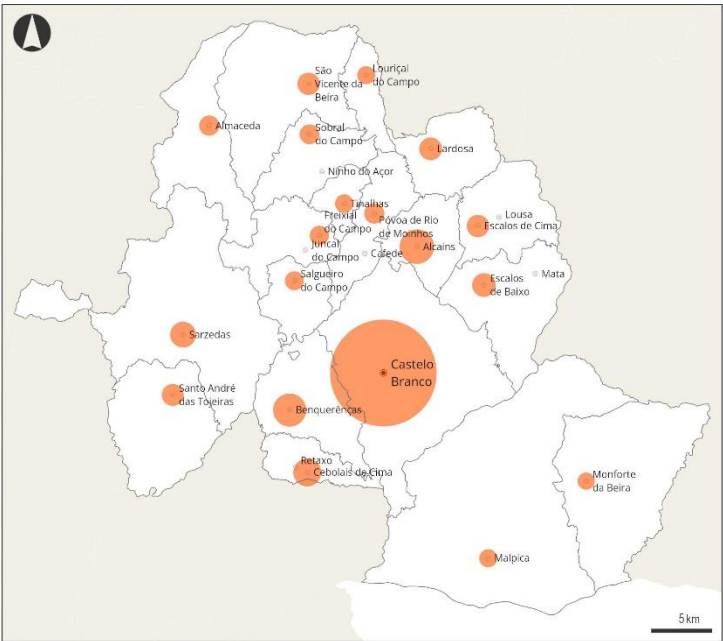 São
Vicente da
Beira
Louriçal
do Campo
Almaceda
Sobral
do Campo
Lardosa
Ninho do Açor
Tinalhas
Freixial
do Campo
Póvoa de Rio
de Moinhos
Lousa
Escalos de Cima
Juncal
do Campo
Cafede
Alcains
Salgueiro
do Campo
Escalos
de Baixo
Mata
Sarzedas
Castelo
Branco
Santo André
das Tojeiras
Benquerenças
Retaxo
Cebolais de Cima
Monforte
da Beira
Malpica
5 km